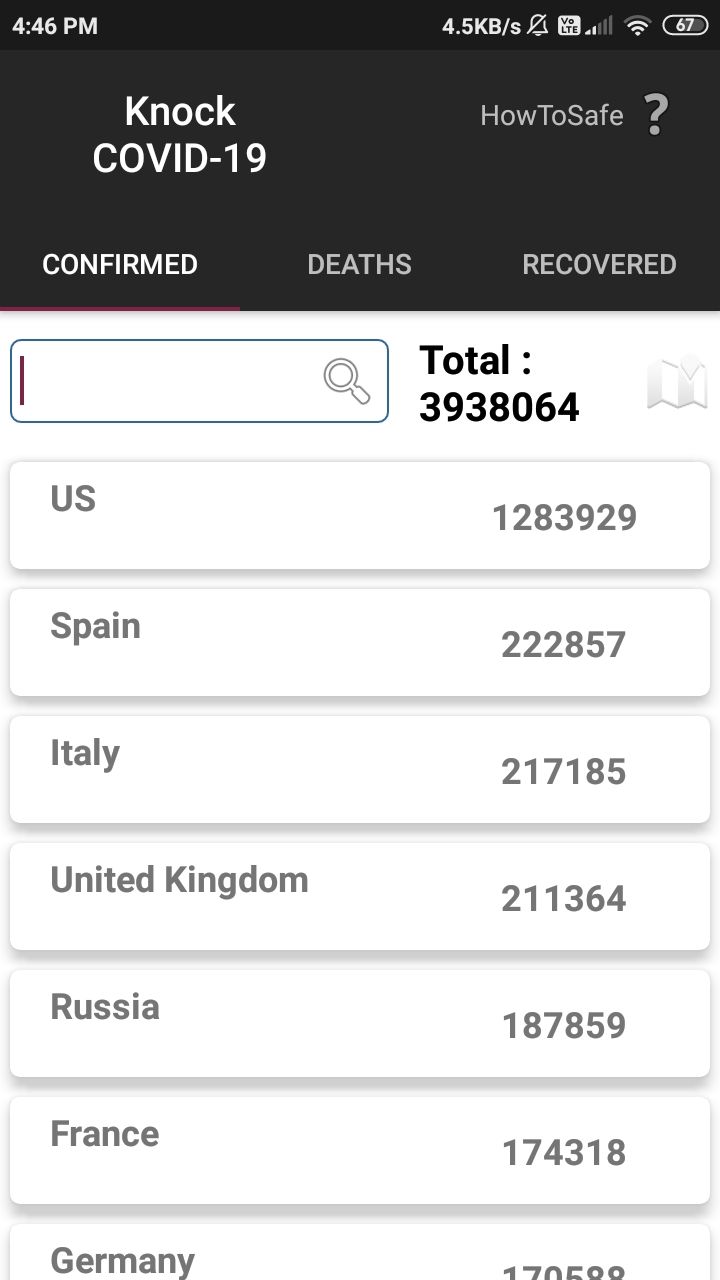 4:46 PM 4.5KB/s Vo LTE 67
Knock
COVID-19
HowToSafe ?
CONFIRMED DEATHS RECOVERED
Total :
3938064
US 1283929
Spain 222857
Italy 217185
United Kingdom 211364
Russia 187859
France 174318
Germany 170588